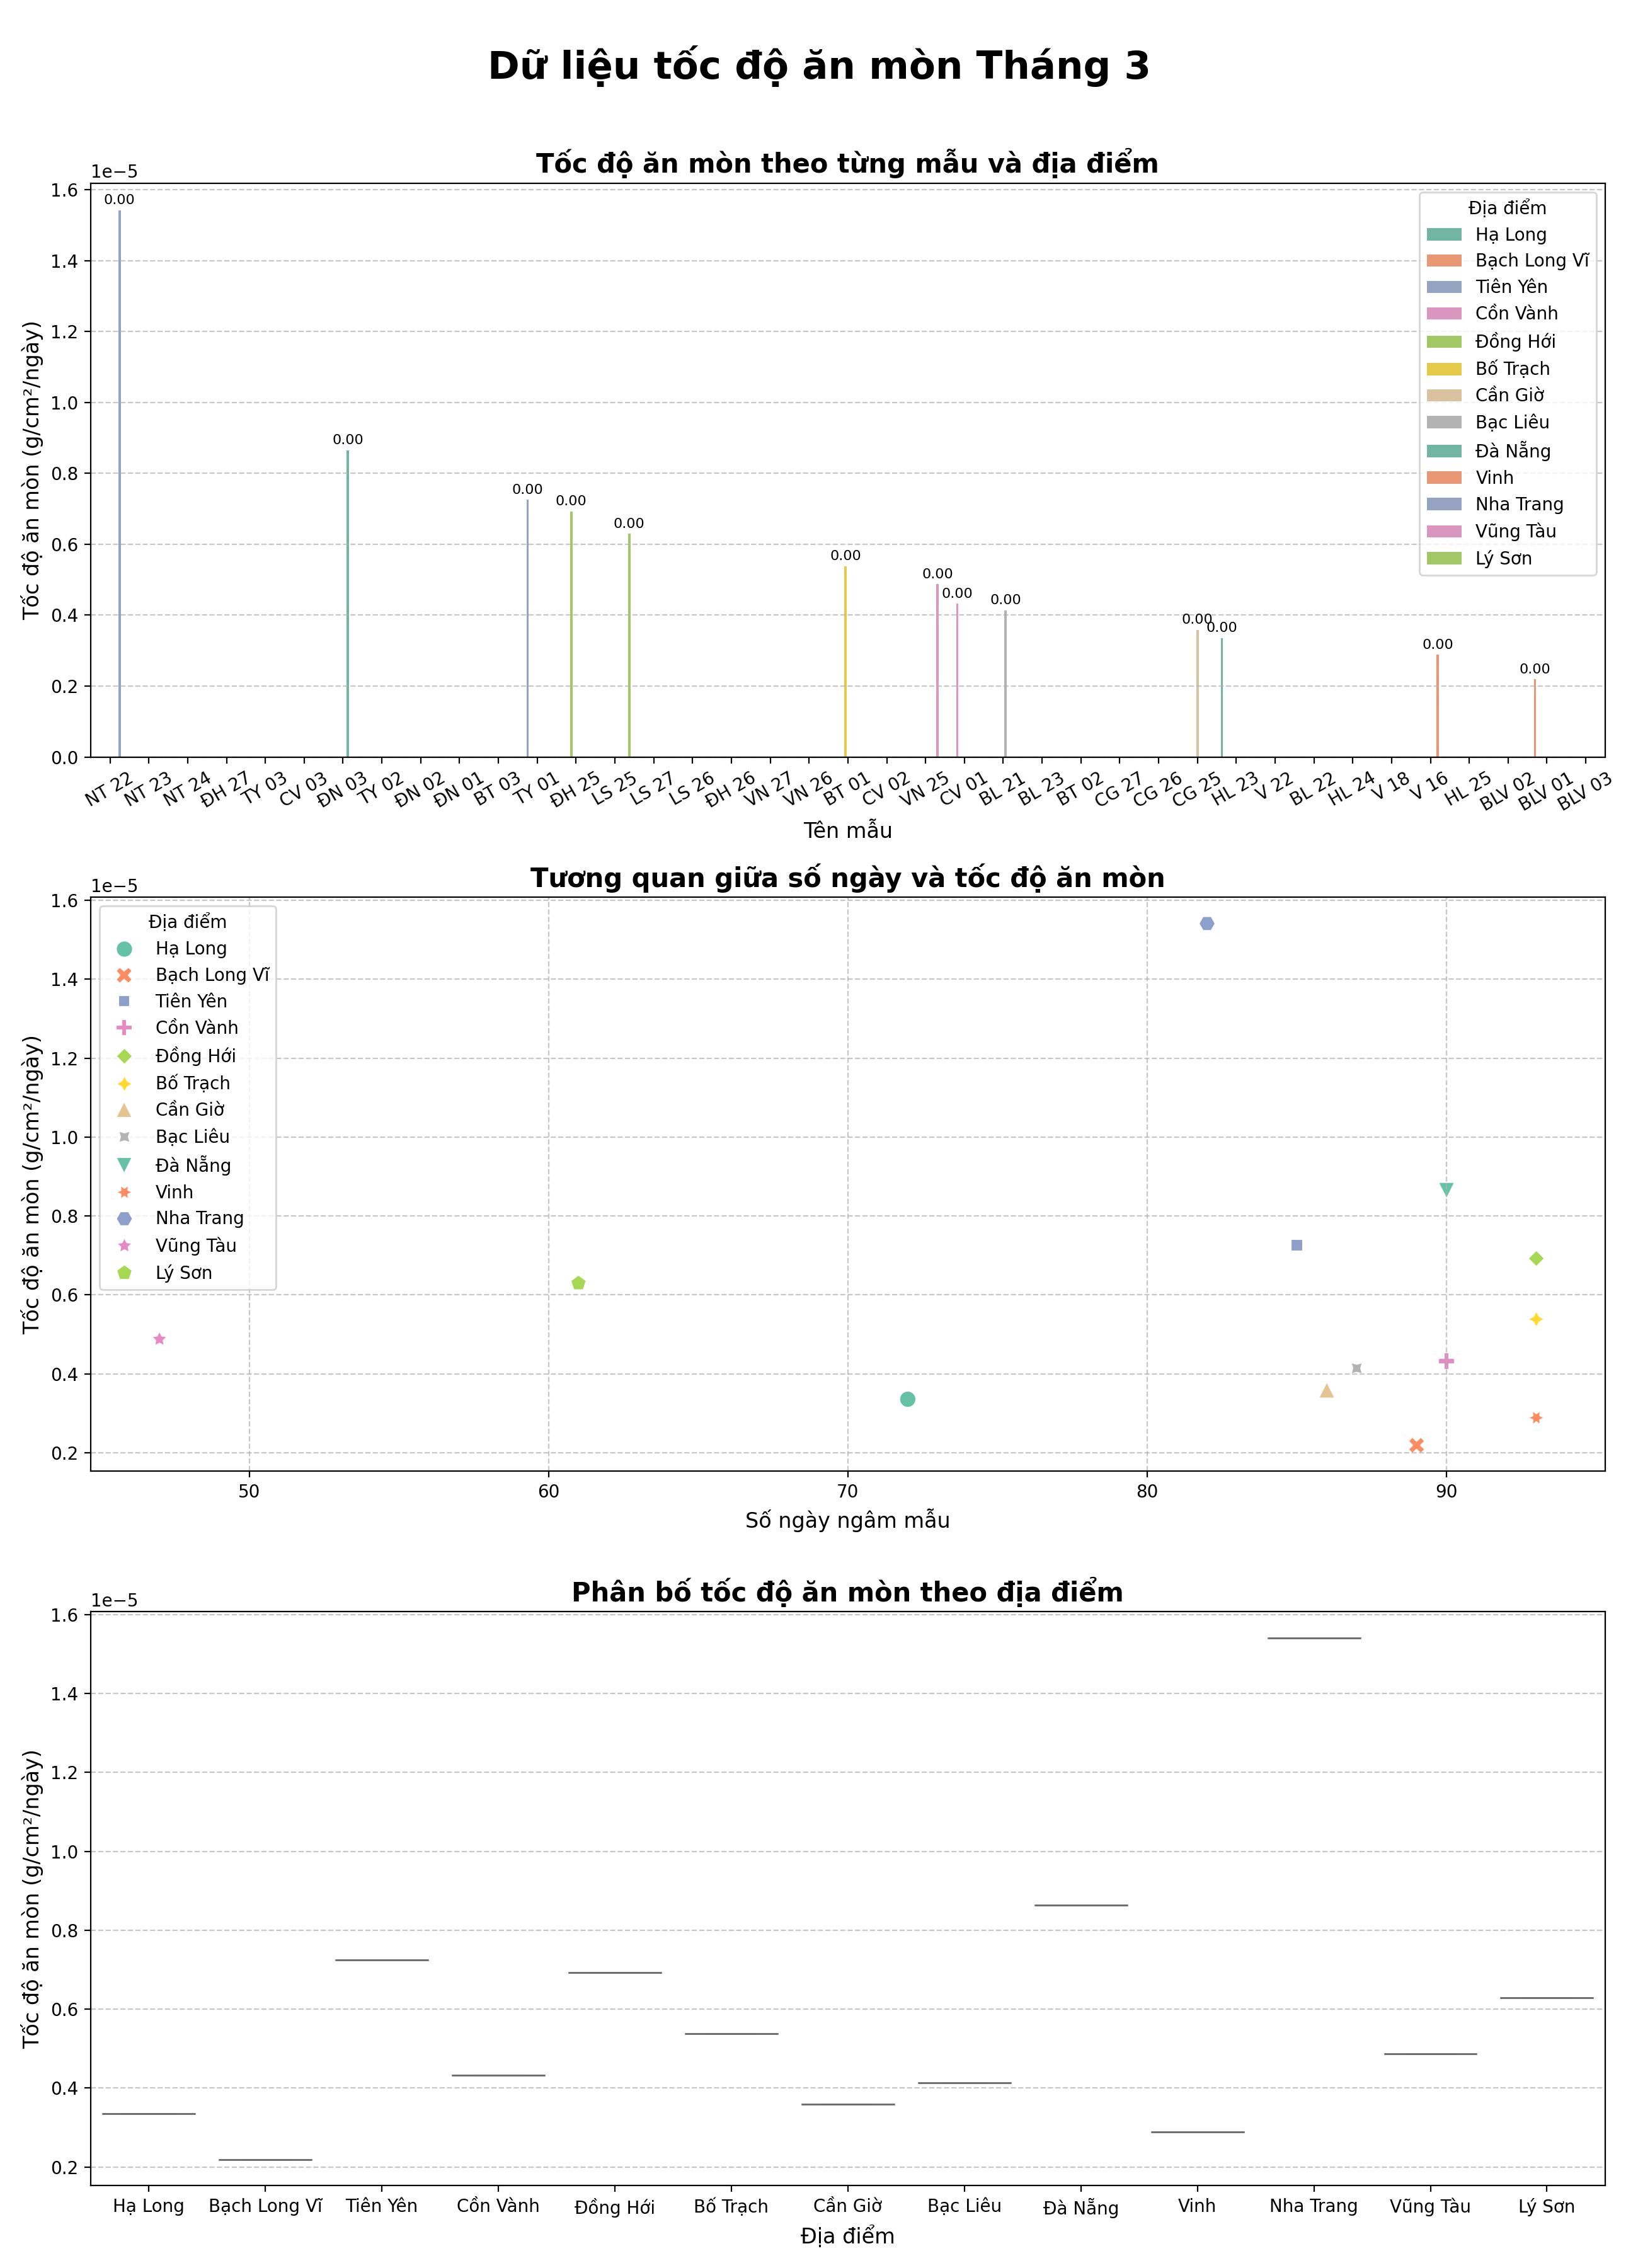 Dữ liệu tốc độ ăn mòn Tháng 3
Tốc độ ăn mòn theo từng mẫu và địa điểm
1e−5
1.6
1.4
1.2
1.0
0.8
0.6
0.4
0.2
0.0
Tốc độ ăn mòn (g/cm²/ngày)
0.00
0.00
0.00
0.00
0.00
0.00
0.00
0.00
0.00
0.00
0.00
0.00
0.00
Địa điểm
Hạ Long
Bạch Long Vĩ
Tiên Yên
Cồn Vành
Đồng Hới
Bố Trạch
Cần Giờ
Bạc Liêu
Đà Nẵng
Vinh
Nha Trang
Vũng Tàu
Lý Sơn
NT 22
NT 23
NT 24
ĐH 27
TY 03
CV 03
ĐN 03
TY 02
ĐN 02
ĐN 01
BT 03
TY 01
ĐH 25
LS 25
LS 27
LS 26
ĐH 26
VN 27
VN 26
BT 01
CV 02
VN 25
CV 01
BL 21
BL 23
BT 02
CG 27
CG 26
CG 25
HL 23
V 22
BL 22
HL 24
V 18
V 16
HL 25
BLV 02
BLV 01
BLV 03
Tên mẫu
Tương quan giữa số ngày và tốc độ ăn mòn
1e−5
1.6
1.4
1.2
1.0
0.8
0.6
0.4
0.2
Tốc độ ăn mòn (g/cm²/ngày)
Địa điểm
Hạ Long
Bạch Long Vĩ
Tiên Yên
Cồn Vành
Đồng Hới
Bố Trạch
Cần Giờ
Bạc Liêu
Đà Nẵng
Vinh
Nha Trang
Vũng Tàu
Lý Sơn
50
60
70
80
90
Số ngày ngâm mẫu
Phân bố tốc độ ăn mòn theo địa điểm
1e−5
1.6
1.4
1.2
1.0
0.8
0.6
0.4
0.2
Tốc độ ăn mòn (g/cm²/ngày)
Hạ Long
Bạch Long Vĩ
Tiên Yên
Cồn Vành
Đồng Hới
Bố Trạch
Cần Giờ
Bạc Liêu
Đà Nẵng
Vinh
Nha Trang
Vũng Tàu
Lý Sơn
Địa điểm